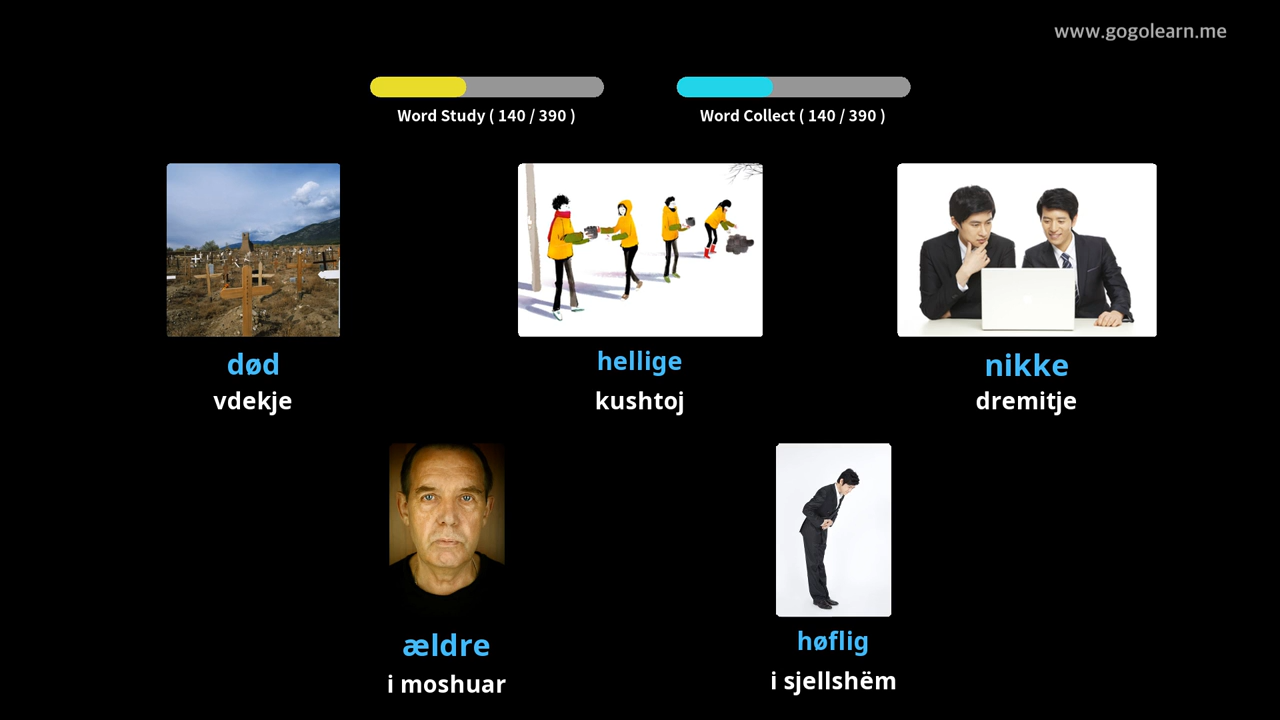 www.gogolearn.me
Word Study ( 140 / 390 )
Word Collect ( 140 / 390 )
død
vdekje
hellige
kushtoj
nikke
dremitje
ældre
i moshuar
høflig
i sjellshëm